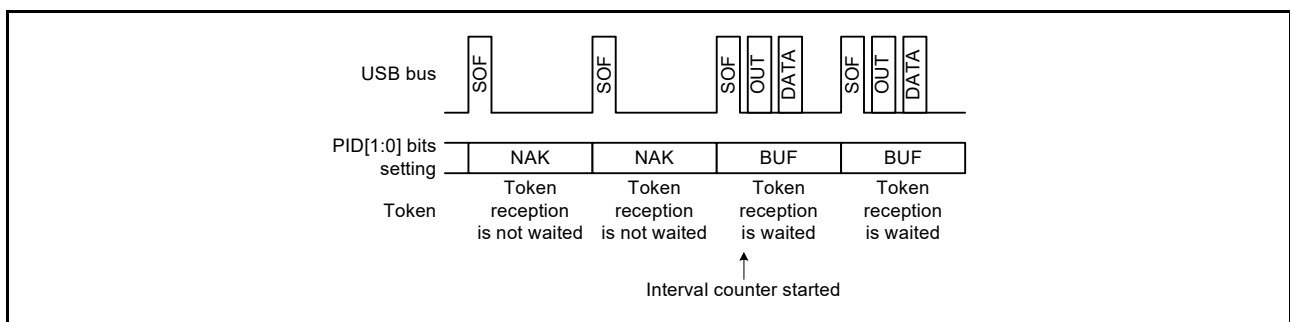 USB bus
SOF
SOF
SOF
OUT
DATA
SOF
OUT
DATA
PID[1:0] bits
setting
NAK
NAK
BUF
BUF
Token
Token
reception
is not waited
Token
reception
is not waited
Token
reception
is waited
Token
reception
is waited
Interval counter started